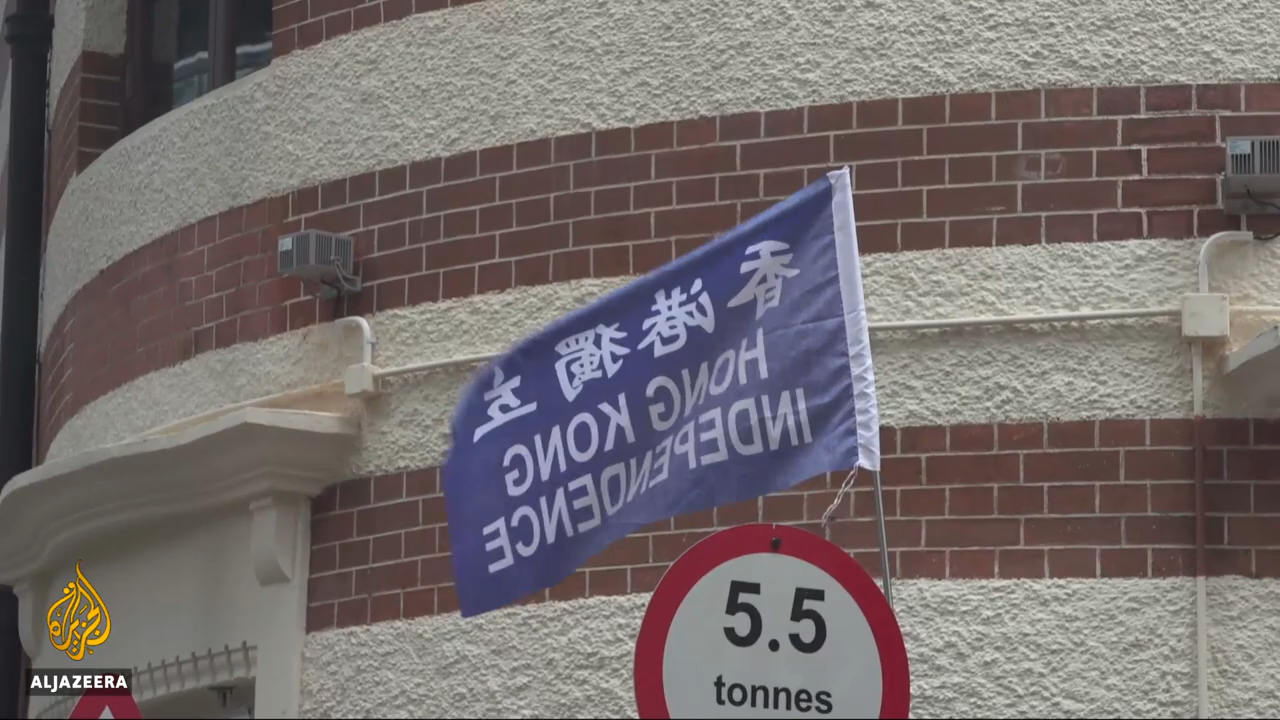 香港獨立
HONG KONG
INDEPENDENCE
5.5
tonnes
ALJAZEERA